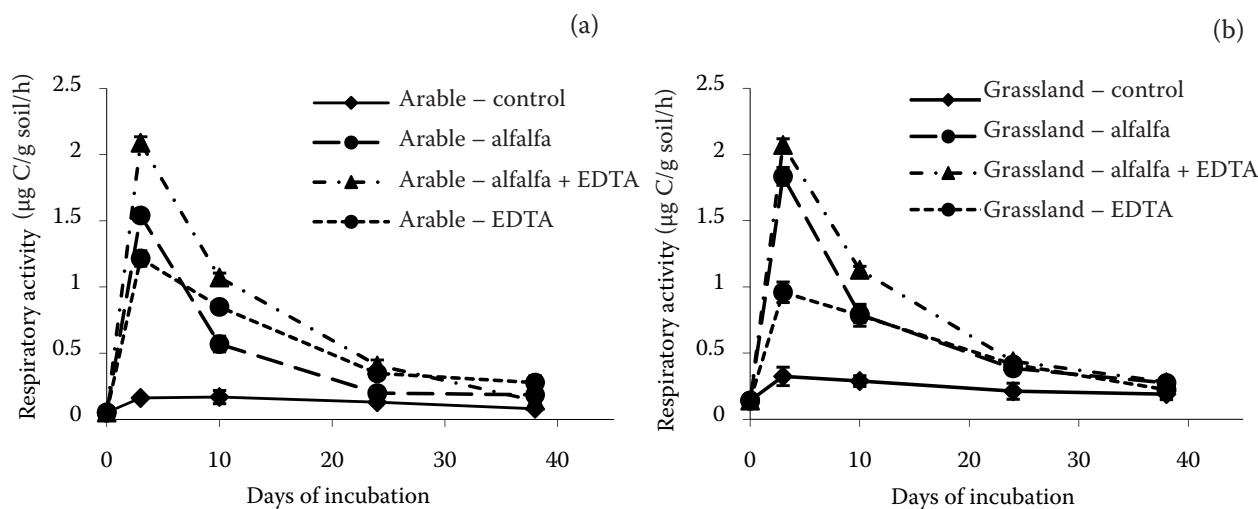 (a)
Respiratory activity (µg C/g soil/h)
2.5
2
1.5
1
0.5
0
Arable – control
Arable – alfalfa
Arable – alfalfa + EDTA
Arable – EDTA
0 10 20 30 40
Days of incubation
(b)
Respiratory activity (µg C/g soil/h)
2.5
2
1.5
1
0.5
0
Grassland – control
Grassland – alfalfa
Grassland – alfalfa + EDTA
Grassland – EDTA
0 10 20 30 40
Days of incubation